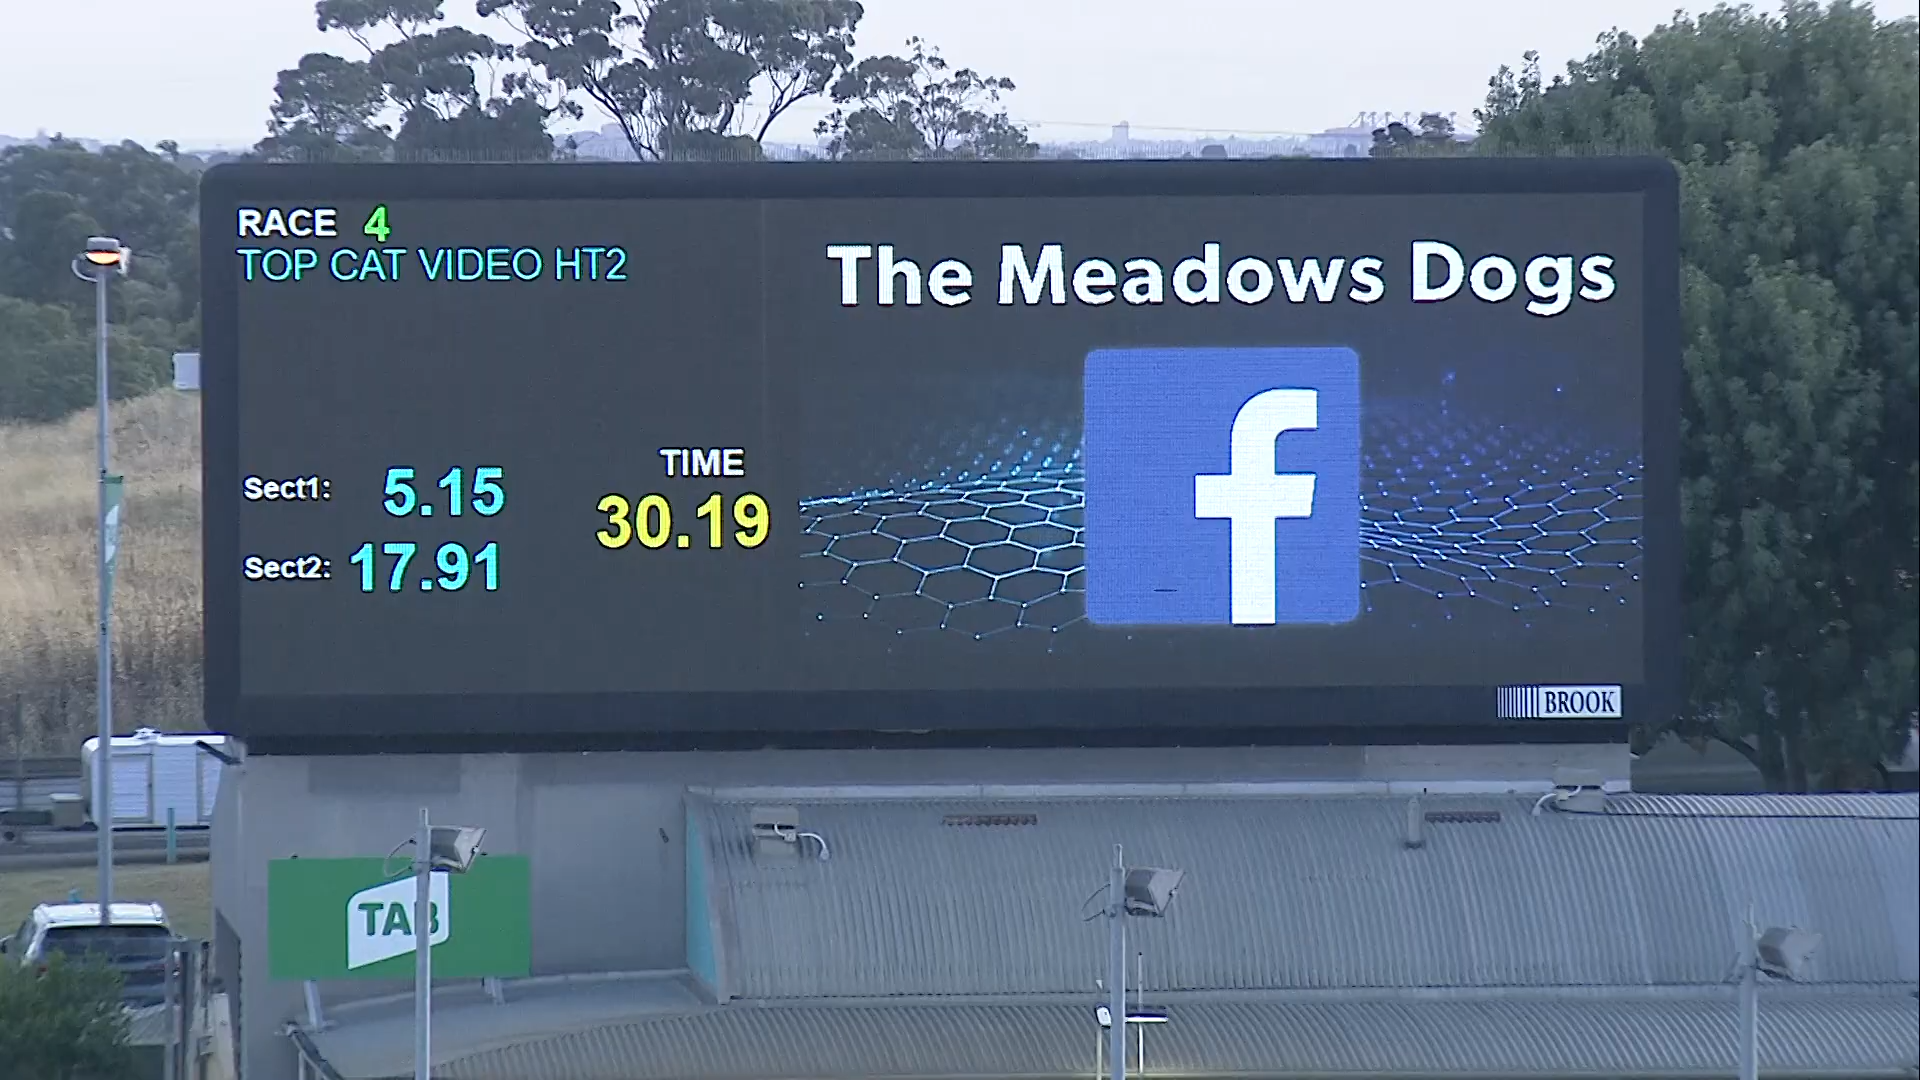 RACE 4
TOP CAT VIDEO HT2
The Meadows Dogs
f
TIME
Sect1: 5.15
30.19
Sect2: 17.91
BROOK
TAB